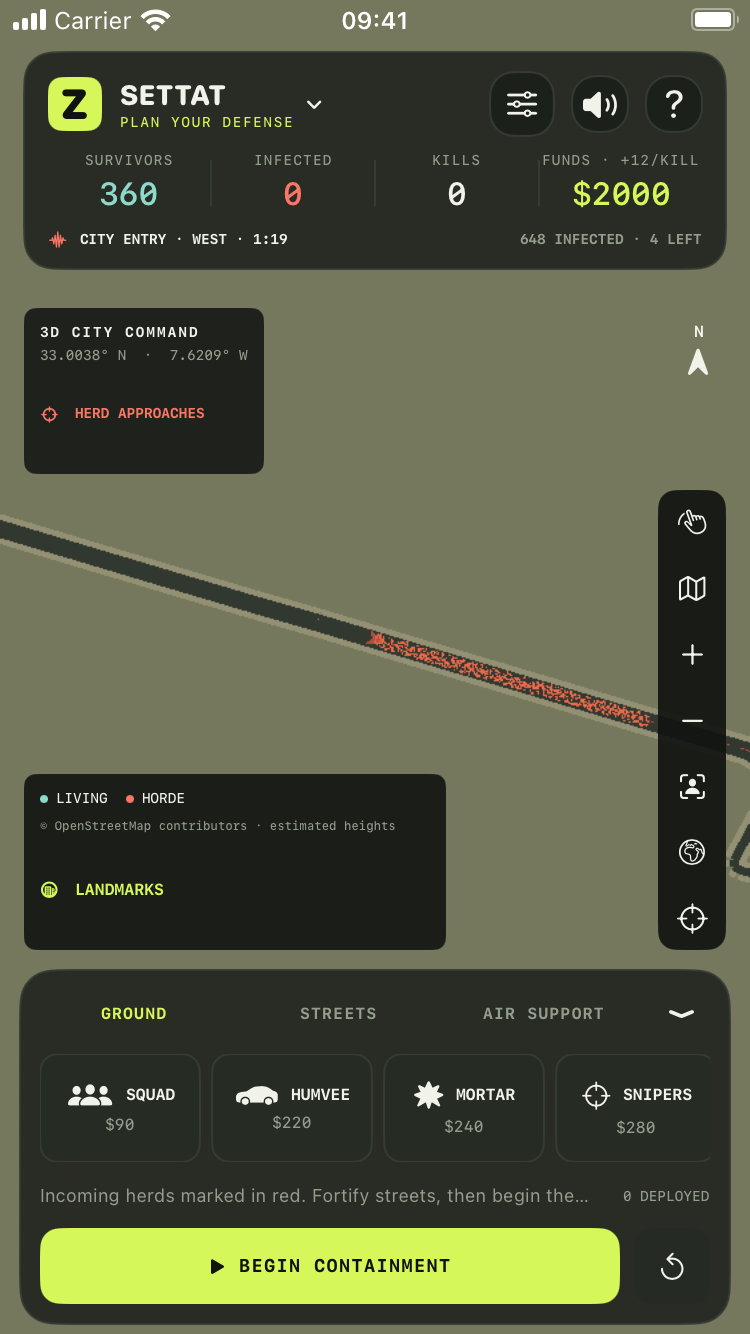 Carrier 09:41
Z SETTAT
PLAN YOUR DEFENSE
?
SURVIVORS INFECTED KILLS FUNDS · +12/KILL
360 0 0 $2000
CITY ENTRY · WEST · 1:19 648 INFECTED · 4 LEFT
3D CITY COMMAND
33.0038° N · 7.6209° W
HERD APPROACHES
N
LIVING HORDE
© OpenStreetMap contributors · estimated heights
LANDMARKS
GROUND STREETS AIR SUPPORT
SQUAD HUMVEE MORTAR SNIPERS
$90 $220 $240 $280
Incoming herds marked in red. Fortify streets, then begin the… 0 DEPLOYED
BEGIN CONTAINMENT